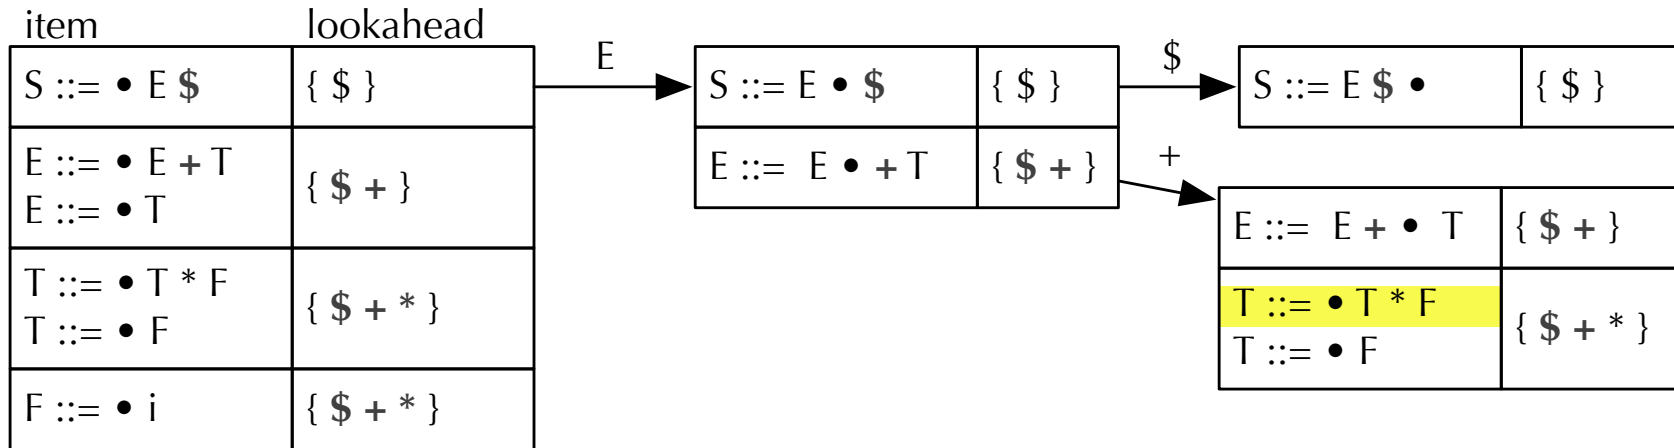 item lookahead
S ::= • E $ { $ }
E ::= • E + T
E ::= • T
{ $ + }
T ::= • T * F
T ::= • F
{ $ + * }
F ::= • i { $ + * }
E
S ::= E • $ { $ }
E ::= E • + T { $ + }
$
S ::= E $ • { $ }
+
E ::= E + • T { $ + }
T ::= • T * F
T ::= • F
{ $ + * }